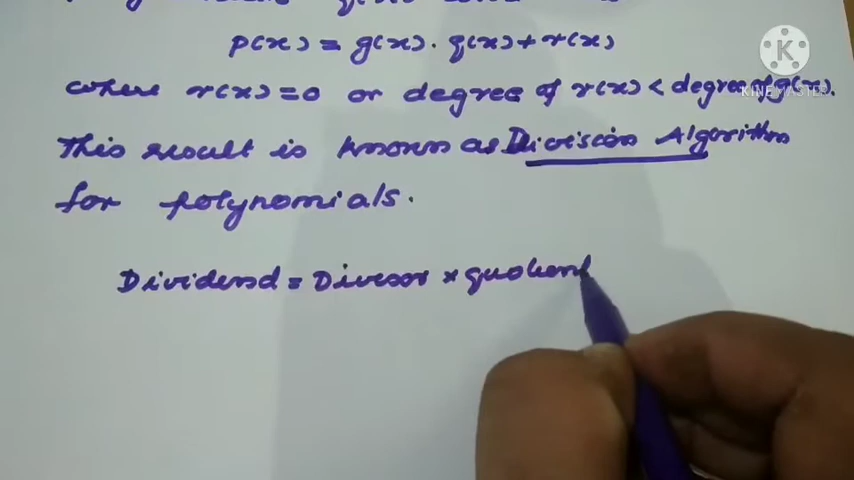 p(x) = g(x). q(x)+r(x)
where r(x)=0 or degree of r(x) < degree of g(x).
This result is known as Division Algorithm
for polynomials.
Dividend = Divisor × quotient
K
KINEMASTER